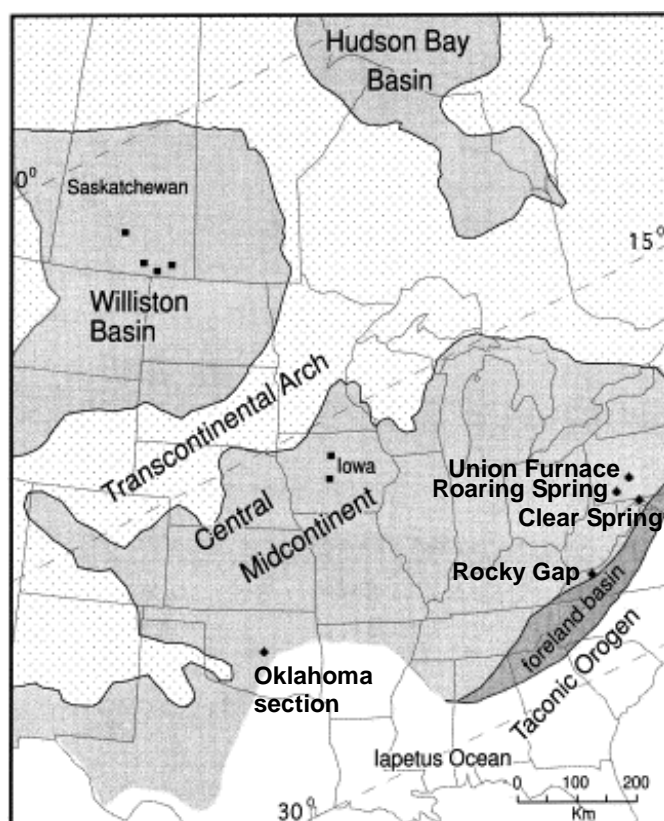 Hudson Bay
Basin
0°
Saskatchewan
15°
Williston
Basin
Transcontinental Arch
Iowa
Union Furnace
Roaring Spring
Clear Spring
Central
Midcontinent
Rocky Gap
foreland basin
Oklahoma
section
Taconic Orogen
Iapetus Ocean
0 100 200
Km
30°